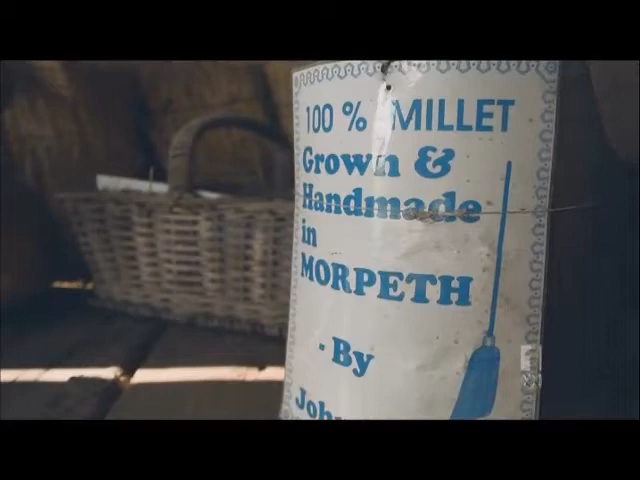 100 % MILLET
Grown &
Handmade
in
MORPETH
- By